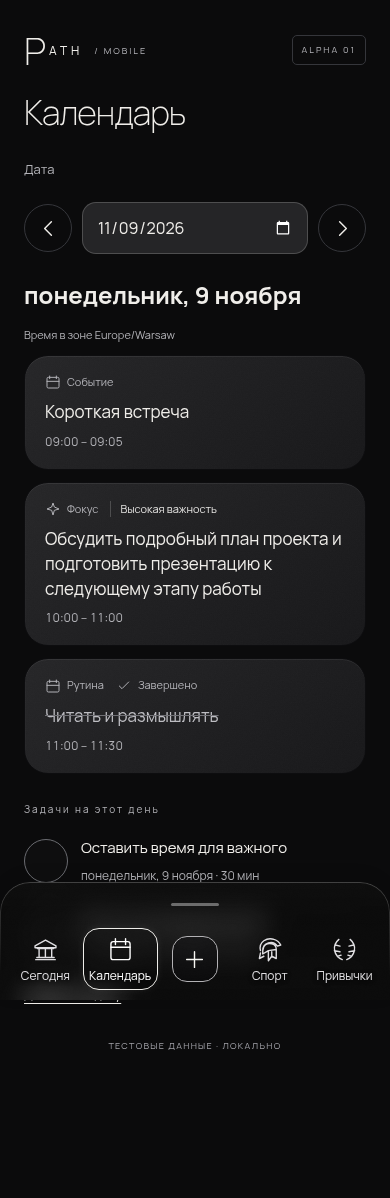 PATH / MOBILE
ALPHA 01
Календарь
Дата
11/09/2026
понедельник, 9 ноября
Время в зоне Europe/Warsaw
Событие
Короткая встреча
09:00 – 09:05
Фокус Высокая важность
Обсудить подробный план проекта и
подготовить презентацию к
следующему этапу работы
10:00 – 11:00
Рутина Завершено
Читать и размышлять
11:00 – 11:30
Задачи на этот день
Оставить время для важного
понедельник, 9 ноября · 30 мин
Сегодня Календарь Спорт Привычки
ТЕСТОВЫЕ ДАННЫЕ · ЛОКАЛЬНО